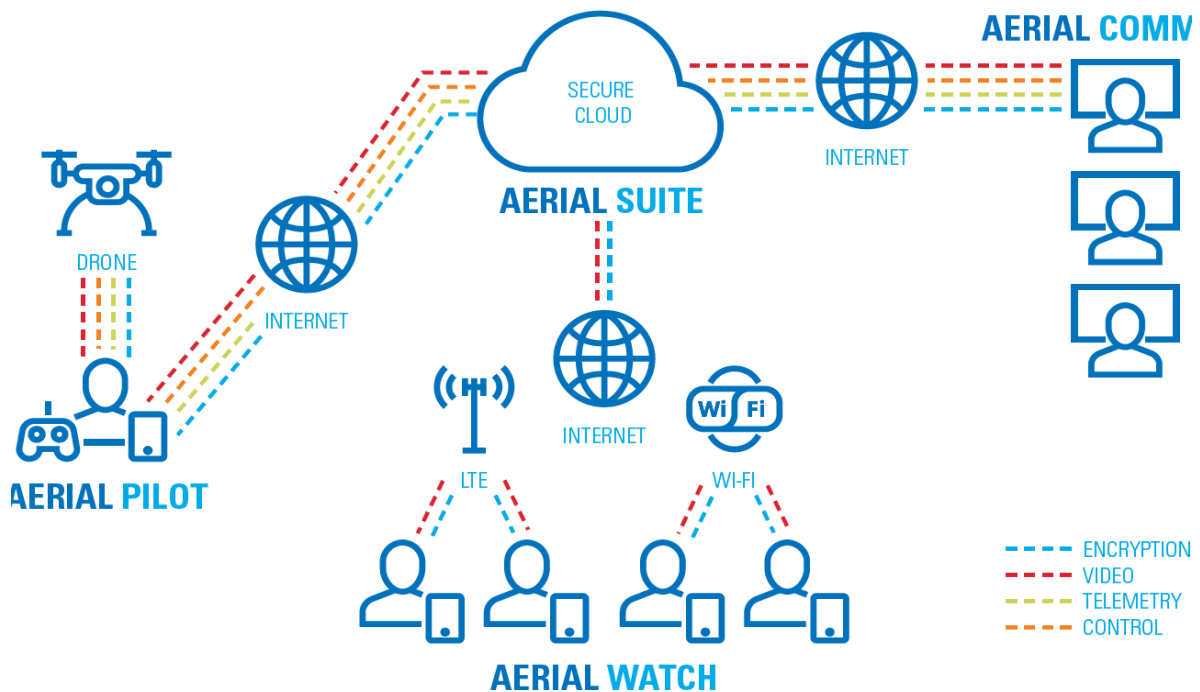 AERIAL COMM
SECURE
CLOUD
INTERNET
AERIAL SUITE
DRONE
INTERNET
AERIAL PILOT
INTERNET
Wi Fi
LTE
WI-FI
AERIAL WATCH
ENCRYPTION
VIDEO
TELEMETRY
CONTROL